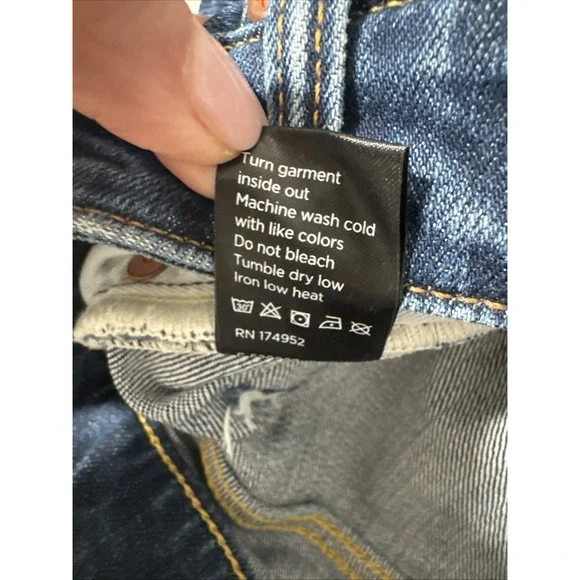 Turn garment
inside out
Machine wash cold
with like colors
Do not bleach
Tumble dry low
Iron low heat
30°
RN 174952